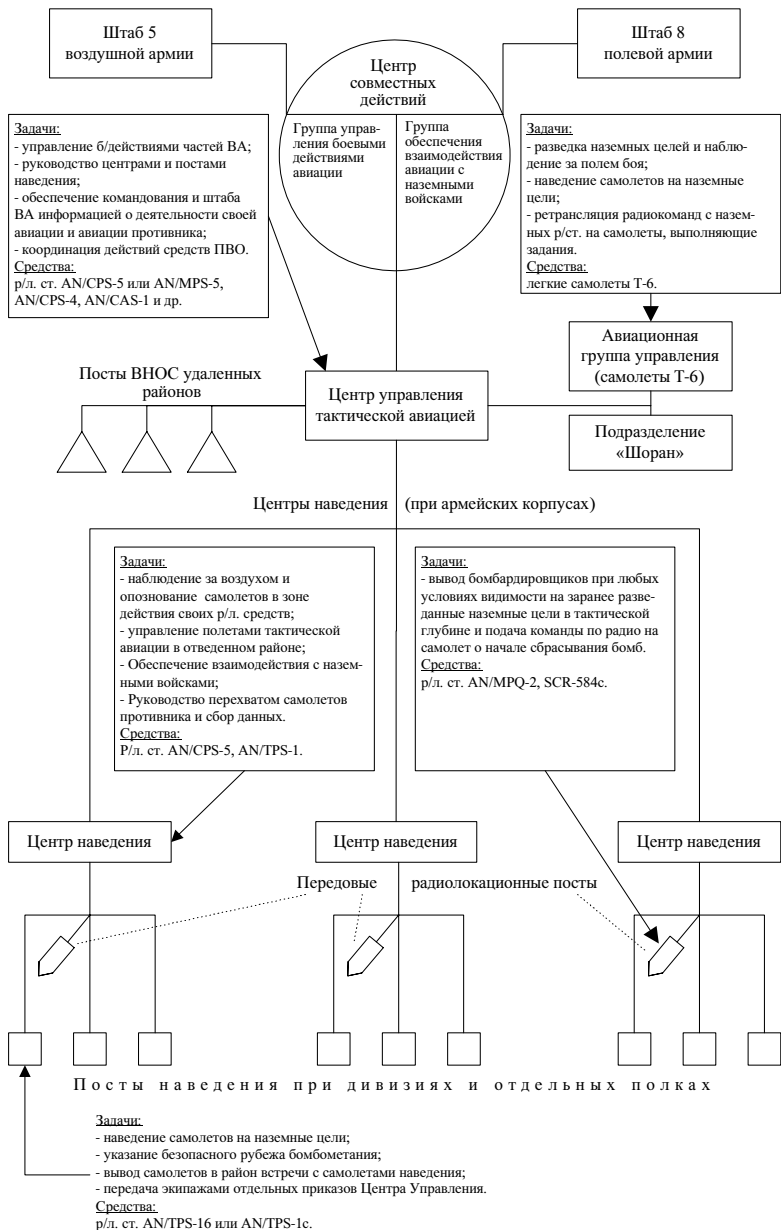 Штаб 5
воздушной армии
Штаб 8
полевой армии
Центр
совместных
действий
Группа управ-
ления боевыми
действиями
авиации
Группа
обеспечения
взаимодействия
авиации с
наземными
войсками
Задачи:
- управление б/действиями частей ВА;
- руководство центрами и постами
наведения;
- обеспечение командования и штаба
ВА информацией о деятельности своей
авиации и авиации противника;
- координация действий средств ПВО.
Средства:
р/л. ст. AN/CPS-5 или AN/MPS-5,
AN/CPS-4, AN/CAS-1 и др.
Задачи:
- разведка наземных целей и наблю-
дение за полем боя;
- наведение самолетов на наземные
цели;
- ретрансляция радиокоманд с назем-
ных р/ст. на самолеты, выполняющие
задания.
Средства:
легкие самолеты Т-6.
Посты ВНОС удаленных
районов
Центр управления
тактической авиацией
Авиационная
группа управления
(самолеты Т-6)
Подразделение
«Шоран»
Центры наведения (при армейских корпусах)
Задачи:
- наблюдение за воздухом и
опознование самолетов в зоне
действия своих р/л. средств;
- управление полетами тактической
авиации в отведенном районе;
- Обеспечение взаимодействия с назем-
ными войсками;
- Руководство перехватом самолетов
противника и сбор данных.
Средства:
Р/л. ст. AN/CPS-5, AN/TPS-1.
Задачи:
- вывод бомбардировщиков при любых
условиях видимости на заранее разве-
данные наземные цели в тактической
глубине и подача команды по радио на
самолет о начале сбрасывания бомб.
Средства:
р/л. ст. AN/MPQ-2, SCR-584c.
Центр наведения
Центр наведения
Центр наведения
Передовые радиолокационные посты
Посты наведения при дивизиях и отдельных полках
Задачи:
- наведение самолетов на наземные цели;
- указание безопасного рубежа бомбометания;
- вывод самолетов в район встречи с самолетами наведения;
- передача экипажами отдельных приказов Центра Управления.
Средства:
р/л. ст. AN/TPS-16 или AN/TPS-1c.